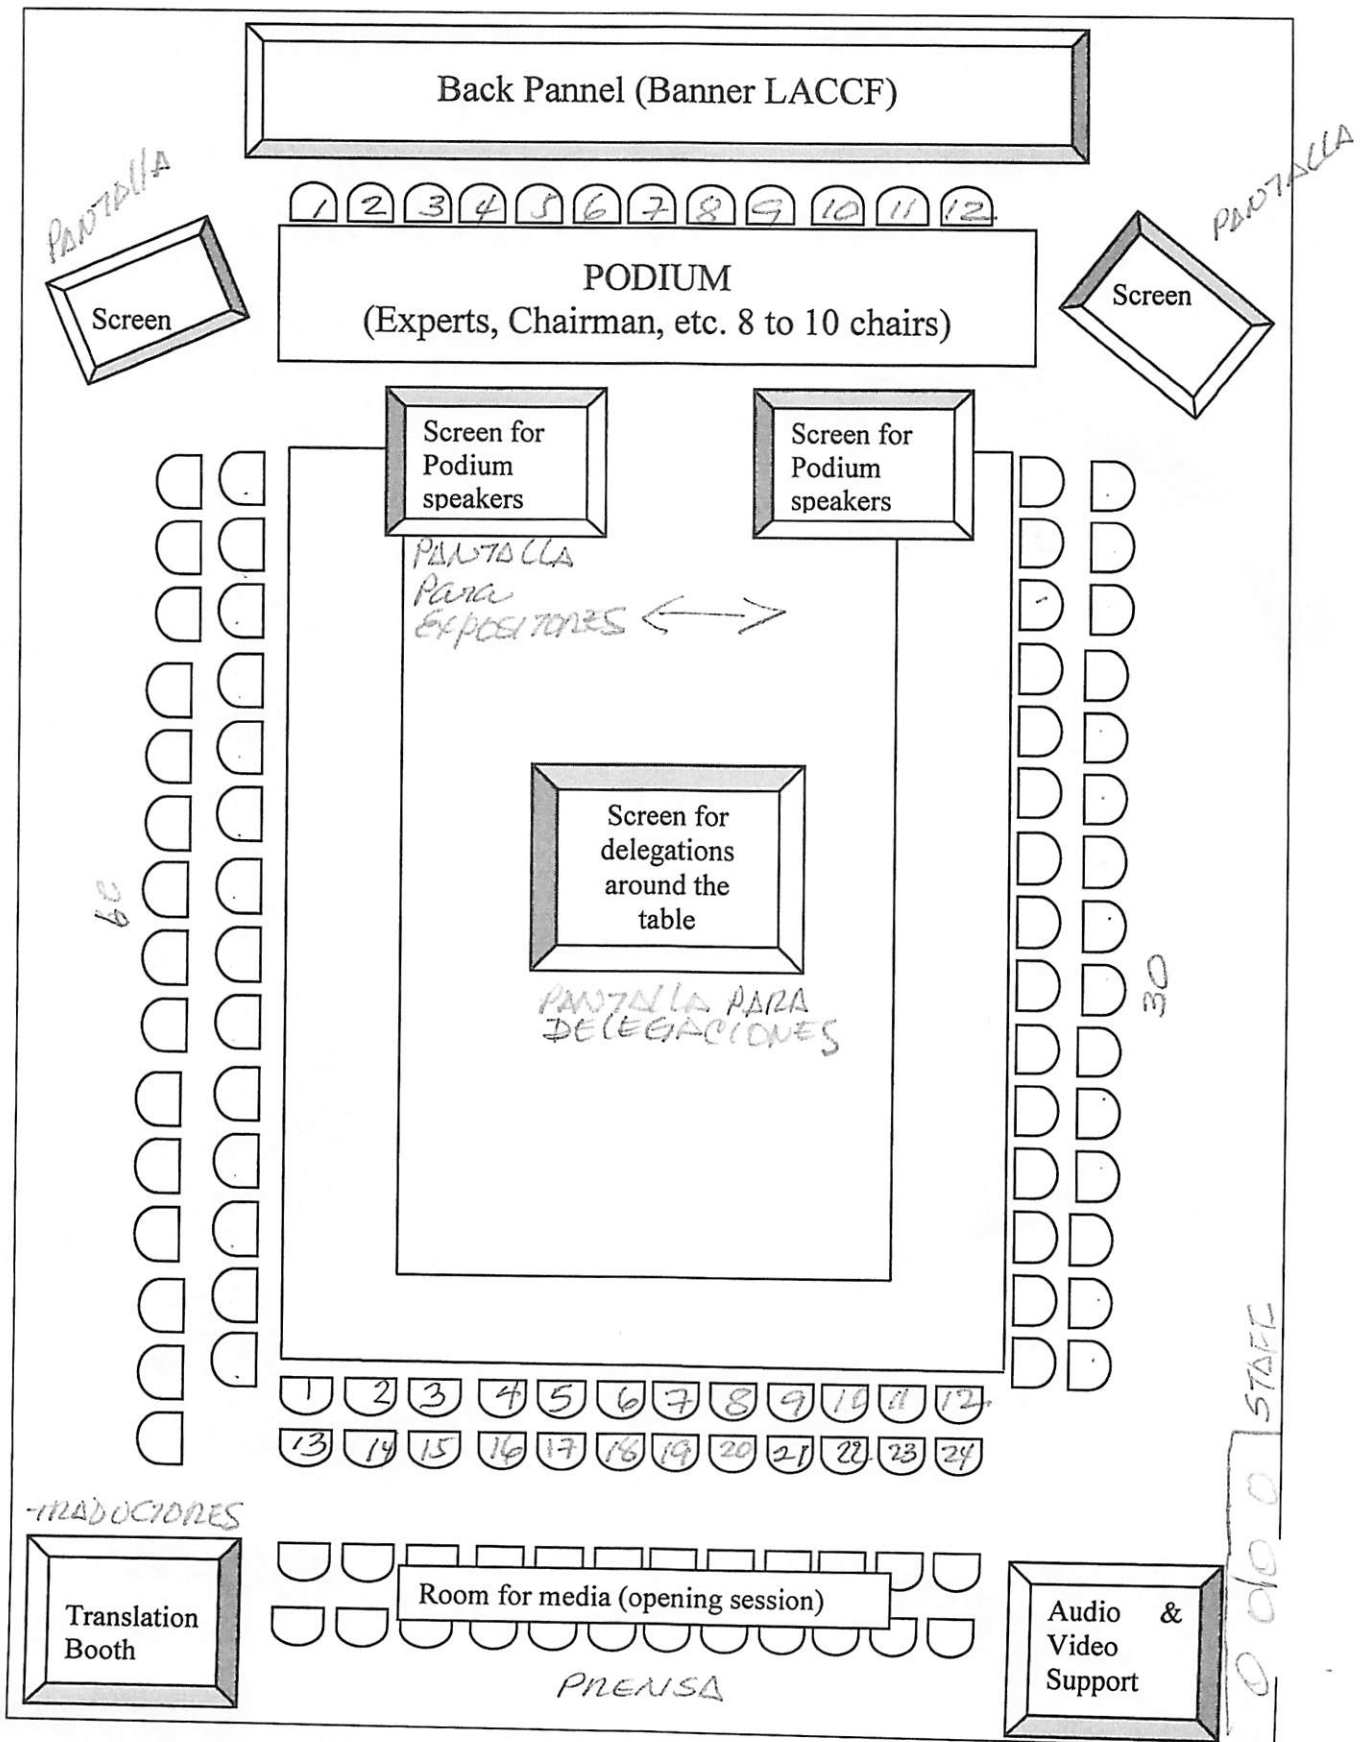 Back Pannel (Banner LACCF)
PANTALLA
PANTALLA
1 2 3 4 5 6 7 8 9 10 11 12
Screen
PODIUM
(Experts, Chairman, etc. 8 to 10 chairs)
Screen
Screen for
Podium
speakers
Screen for
Podium
speakers
PANTALLA
Para
EXPOSITORES
Screen for
delegations
around the
table
PANTALLA PARA
DELEGACIONES
30
STAFF
1 2 3 4 5 6 7 8 9 10 11 12
13 14 15 16 17 18 19 20 21 22 23 24
TRADUCTORES
Translation
Booth
Room for media (opening session)
PRENSA
Audio &
Video
Support